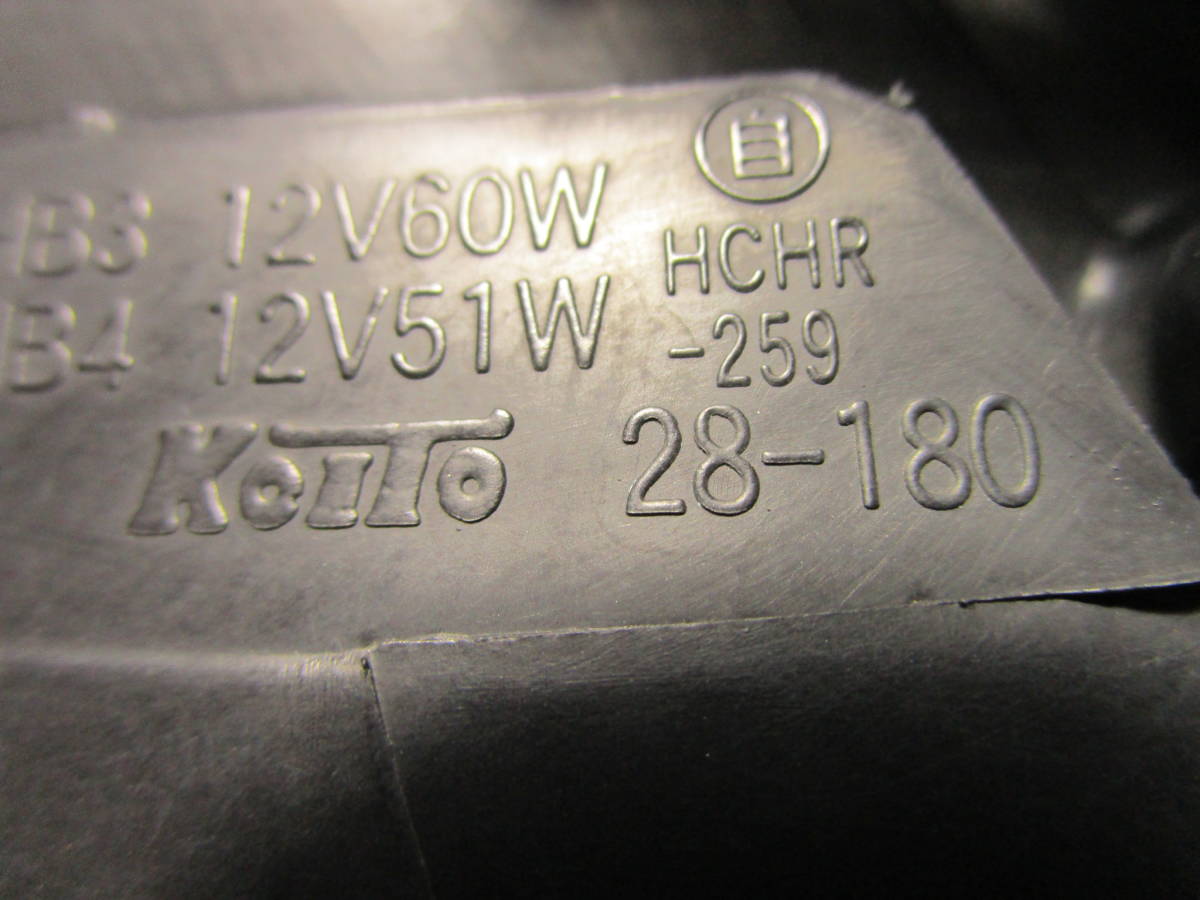 自
HB3 12V60W
HB4 12V51W
HCHR
-259
KOITO 28-180